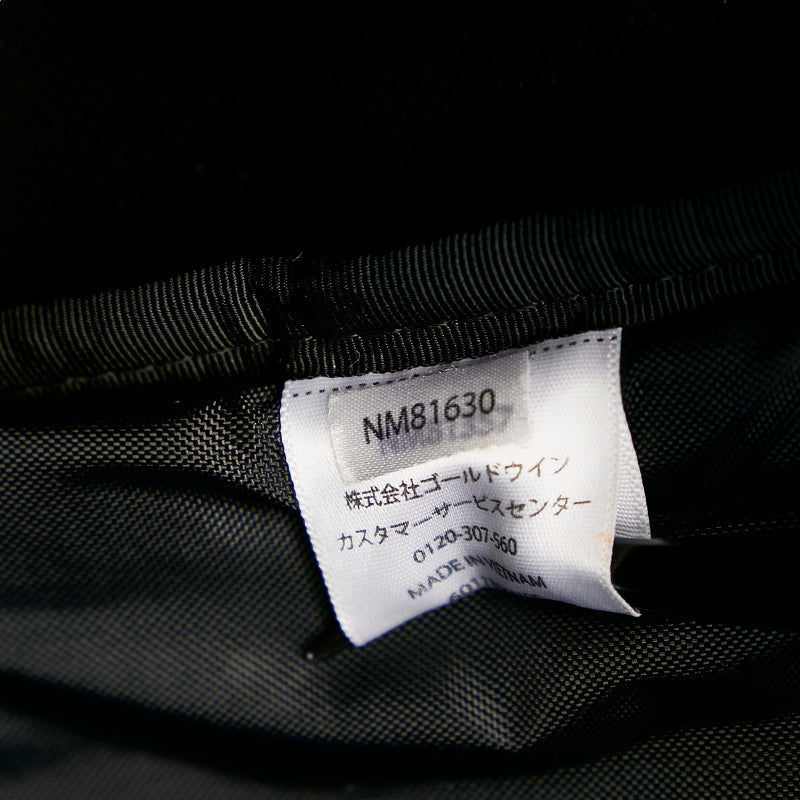 NM81630
株式会社ゴールドウイン
カスタマーサービスセンター
0120-307-560
MADE IN VIETNAM